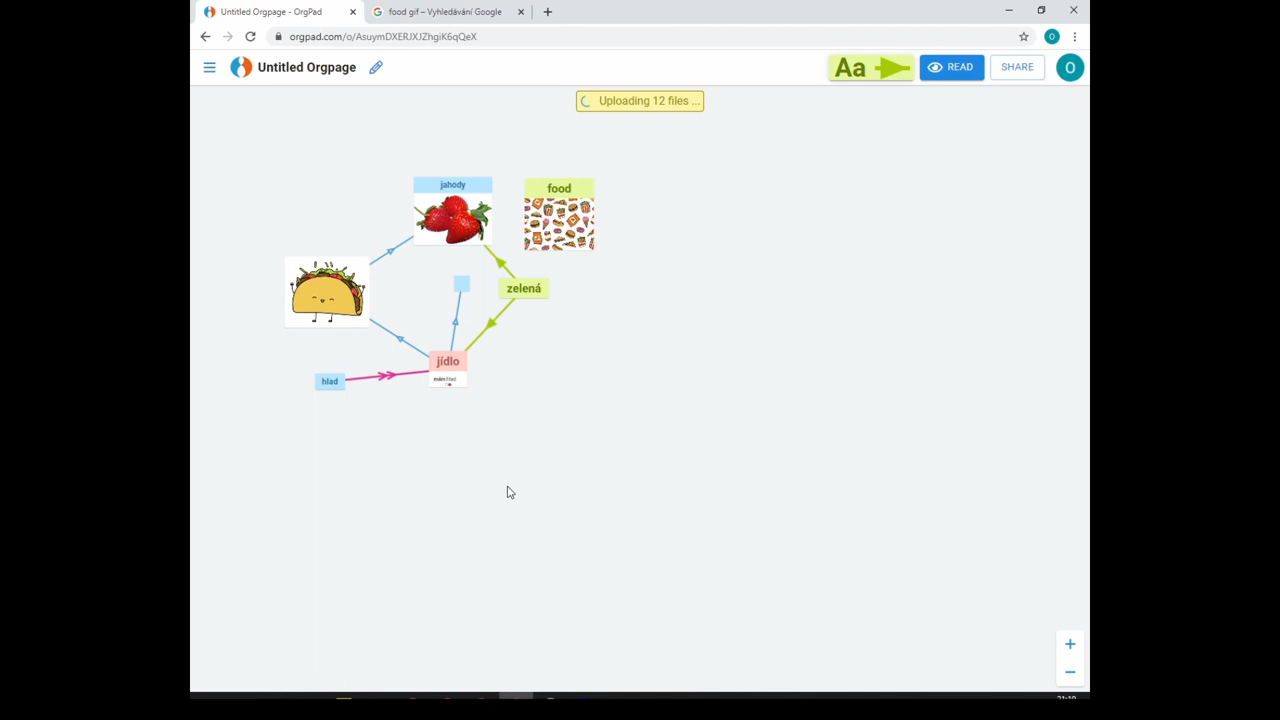 Untitled Orgpage - OrgPad
food gif – Vyhledávání Google
orgpad.com/o/AsuymDXERJXJZhgiK6qQeX
O
Untitled Orgpage
Aa
READ
SHARE
O
Uploading 12 files ...
jahody
food
zelená
jídlo
hlad